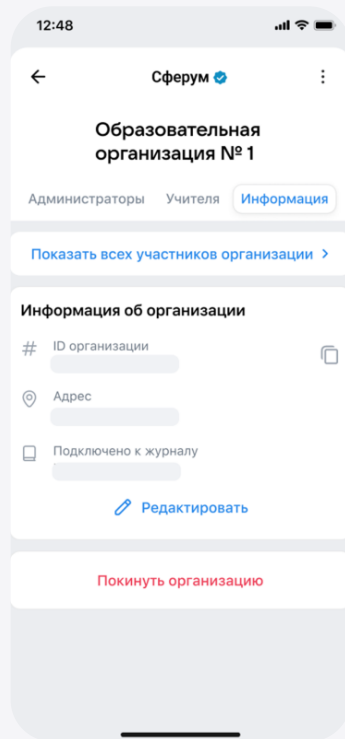 12:48
Сферум
Образовательная
организация № 1
Администраторы Учителя Информация
Показать всех участников организации >
Информация об организации
# ID организации
Адрес
Подключено к журналу
Редактировать
Покинуть организацию